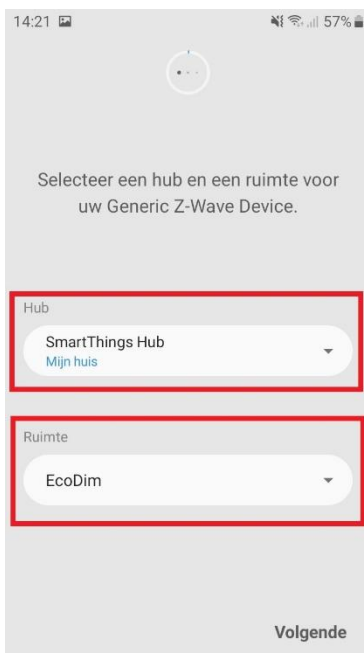 14:21 57%
Selecteer een hub en een ruimte voor
uw Generic Z-Wave Device.
Hub
SmartThings Hub
Mijn huis
Ruimte
EcoDim
Volgende